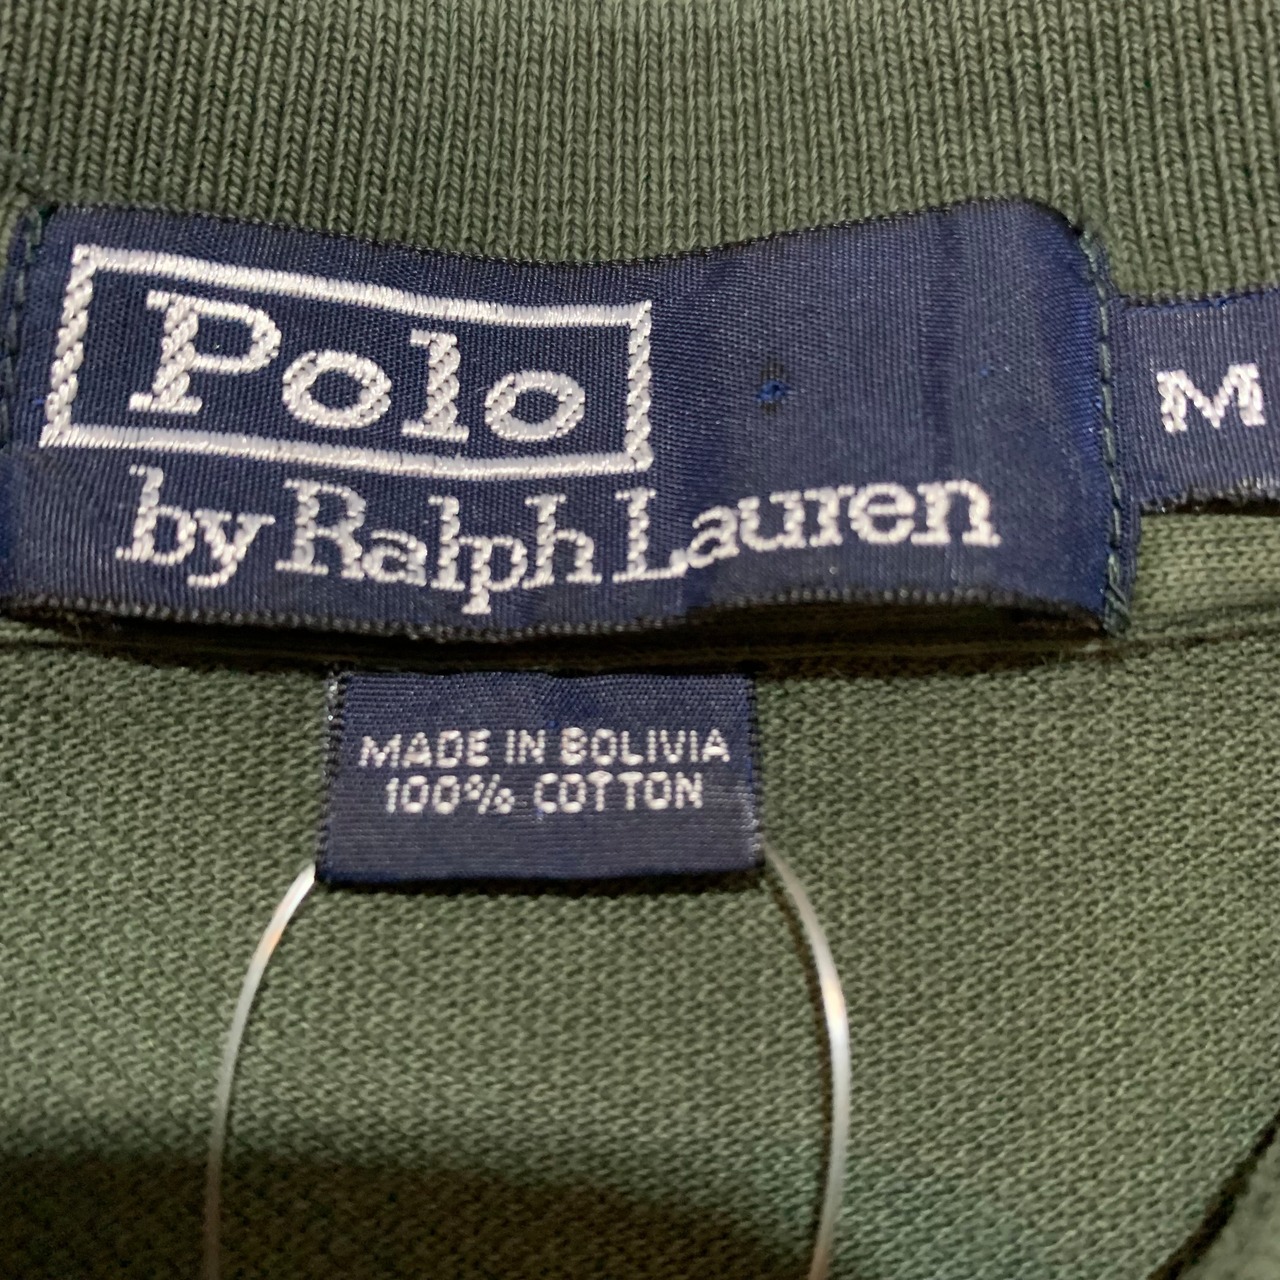 Polo
by Ralph Lauren
M
MADE IN BOLIVIA
100% COTTON